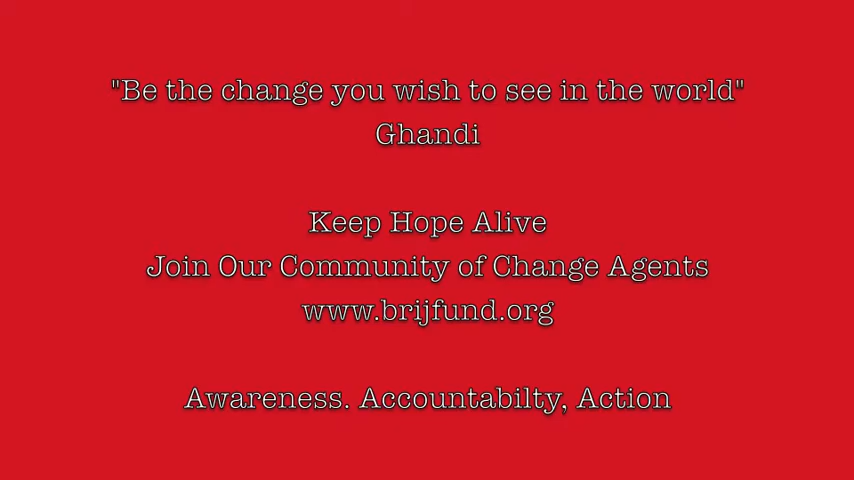 "Be the change you wish to see in the world"
Ghandi
Keep Hope Alive
Join Our Community of Change Agents
www.brijfund.org
Awareness. Accountabilty, Action